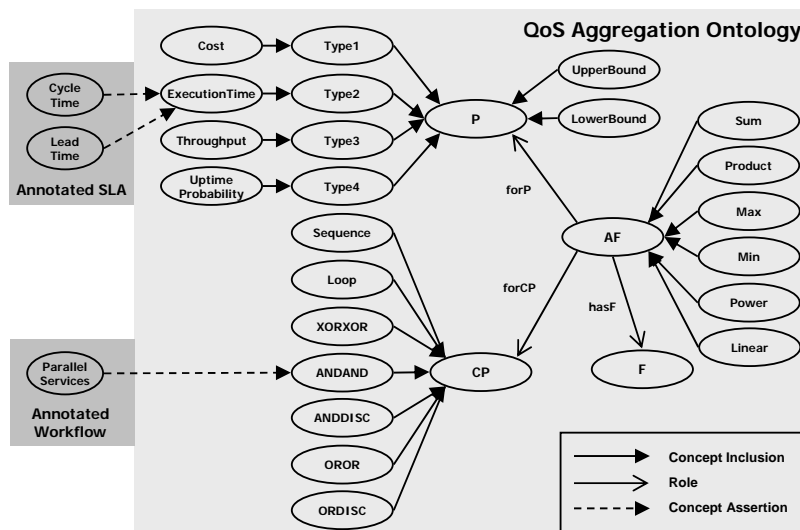 QoS Aggregation Ontology
Cost
Type1
UpperBound
Cycle
Time
ExecutionTime
Type2
P
LowerBound
Sum
Lead
Time
Throughput
Type3
Product
Annotated SLA
Uptime
Probability
Type4
forP
Max
Sequence
AF
Min
Loop
forCP
hasF
Power
XORXOR
Linear
Parallel
Services
ANDAND
CP
F
Annotated
Workflow
ANDDISC
OROR
ORDISC
Concept Inclusion
Role
Concept Assertion